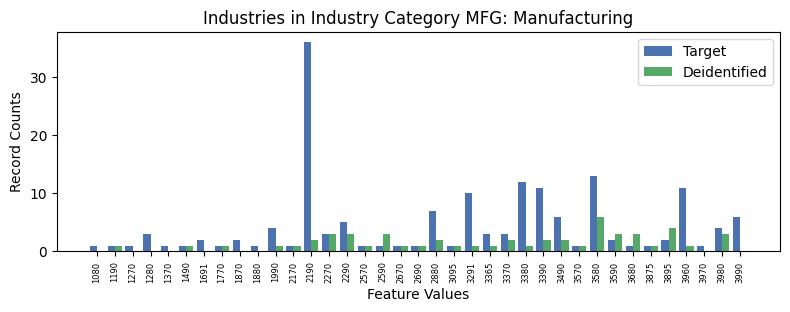 Industries in Industry Category MFG: Manufacturing
Target
Deidentified
Record Counts
30
20
10
0
1080 1190 1270 1280 1370 1490 1691 1770 1870 1880 1990 2170 2190 2270 2290 2570 2590 2670 2690 2880 3095 3291 3365 3370 3380 3390 3490 3570 3580 3590 3680 3875 3895 3960 3970 3980 3990
Feature Values